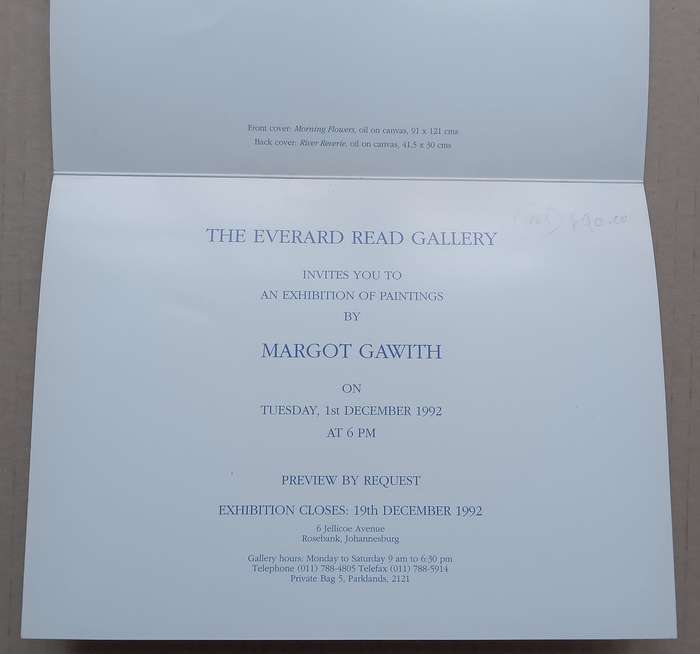 Front cover: Morning Flowers, oil on canvas, 91 x 121 cms
Back cover: River Reverie, oil on canvas, 41,5 x 30 cms
THE EVERARD READ GALLERY
INVITES YOU TO
AN EXHIBITION OF PAINTINGS
BY
MARGOT GAWITH
ON
TUESDAY, 1st DECEMBER 1992
AT 6 PM
PREVIEW BY REQUEST
EXHIBITION CLOSES: 19th DECEMBER 1992
6 Jellicoe Avenue
Rosebank, Johannesburg
Gallery hours: Monday to Saturday 9 am to 6:30 pm
Telephone (011) 788-4805 Telefax (011) 788-5914
Private Bag 5, Parklands, 2121